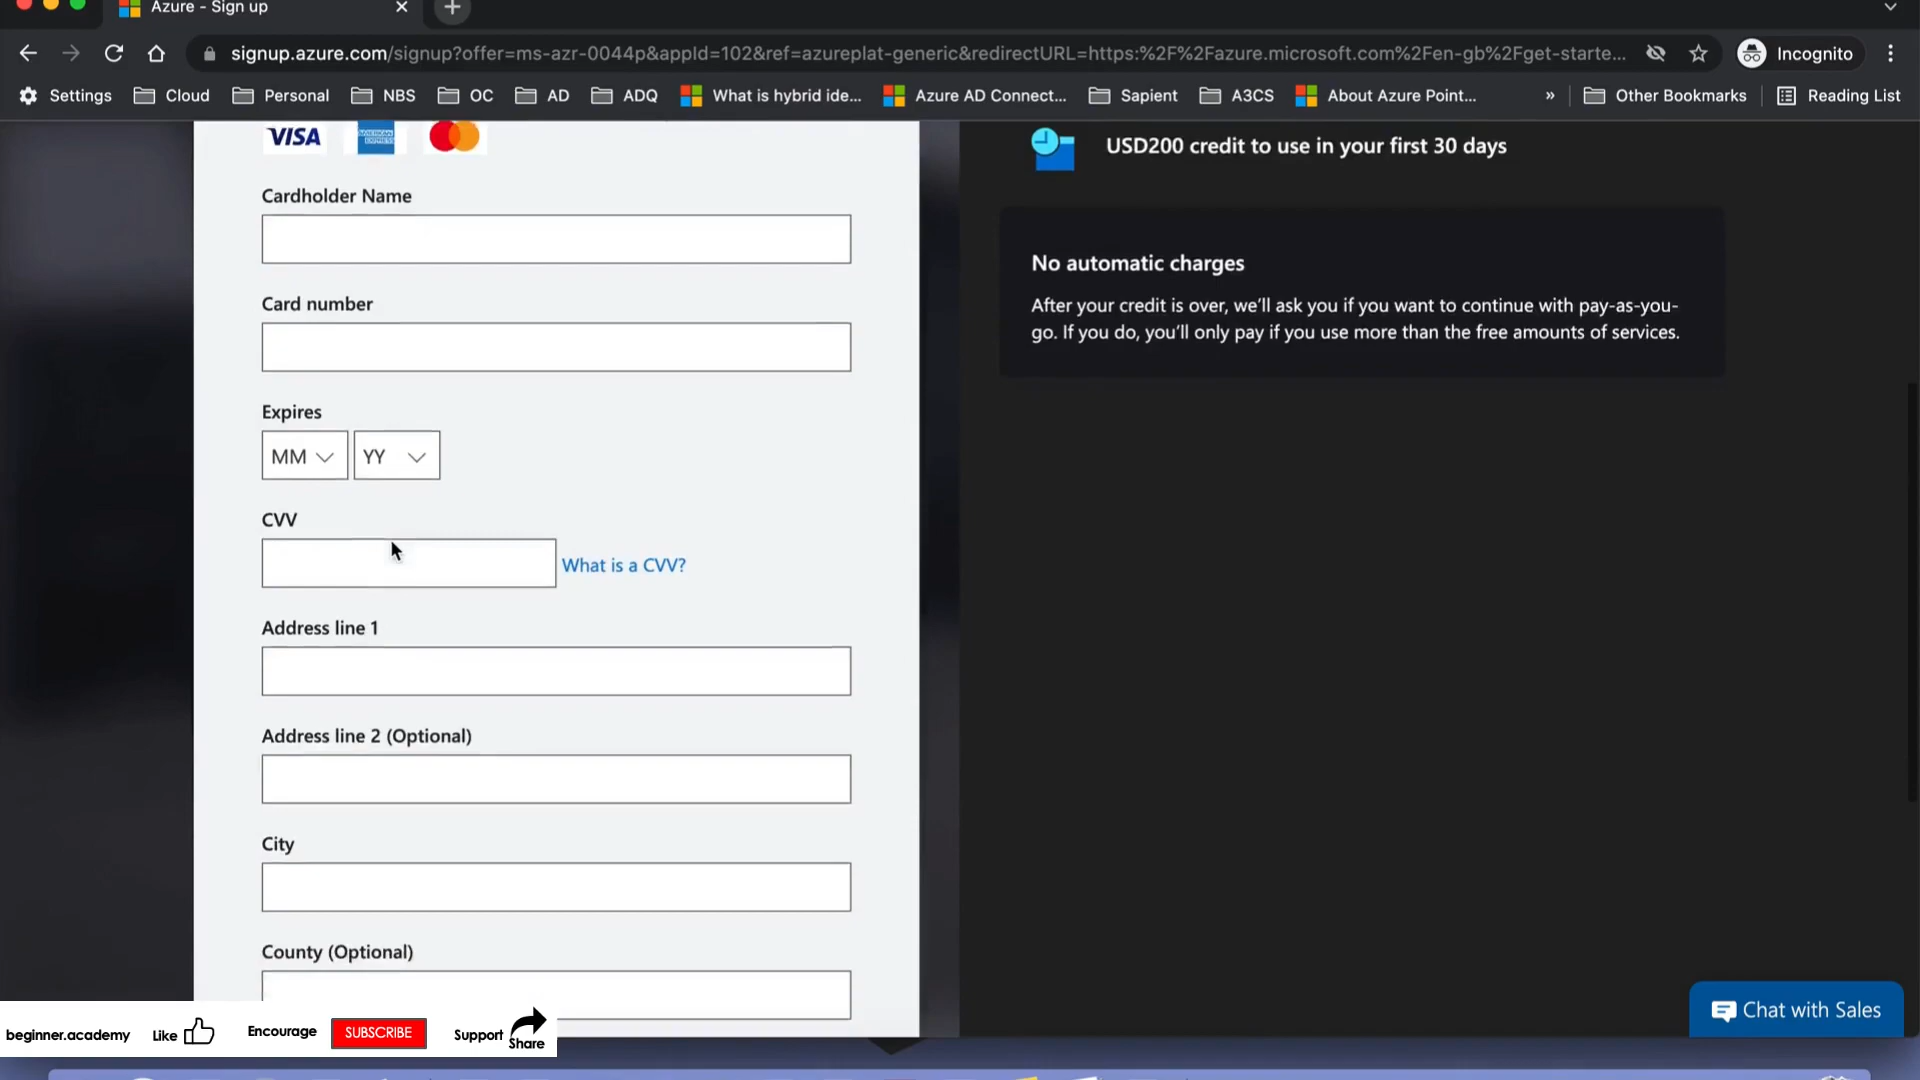 Azure - Sign up
signup.azure.com/signup?offer=ms-azr-0044p&appId=102&ref=azureplat-generic&redirectURL=https:%2F%2Fazure.microsoft.com%2Fen-gb%2Fget-starte...
Incognito
Settings
Cloud
Personal
NBS
OC
AD
ADQ
What is hybrid ide...
Azure AD Connect...
Sapient
A3CS
About Azure Point...
»
Other Bookmarks
Reading List
VISA
AMERICAN
EXPRESS
Cardholder Name
Card number
Expires
MM
YY
CVV
What is a CVV?
Address line 1
Address line 2 (Optional)
City
County (Optional)
USD200 credit to use in your first 30 days
No automatic charges
After your credit is over, we'll ask you if you want to continue with pay-as-you-
go. If you do, you'll only pay if you use more than the free amounts of services.
Chat with Sales
beginner.academy
Like
Encourage
SUBSCRIBE
Support
Share